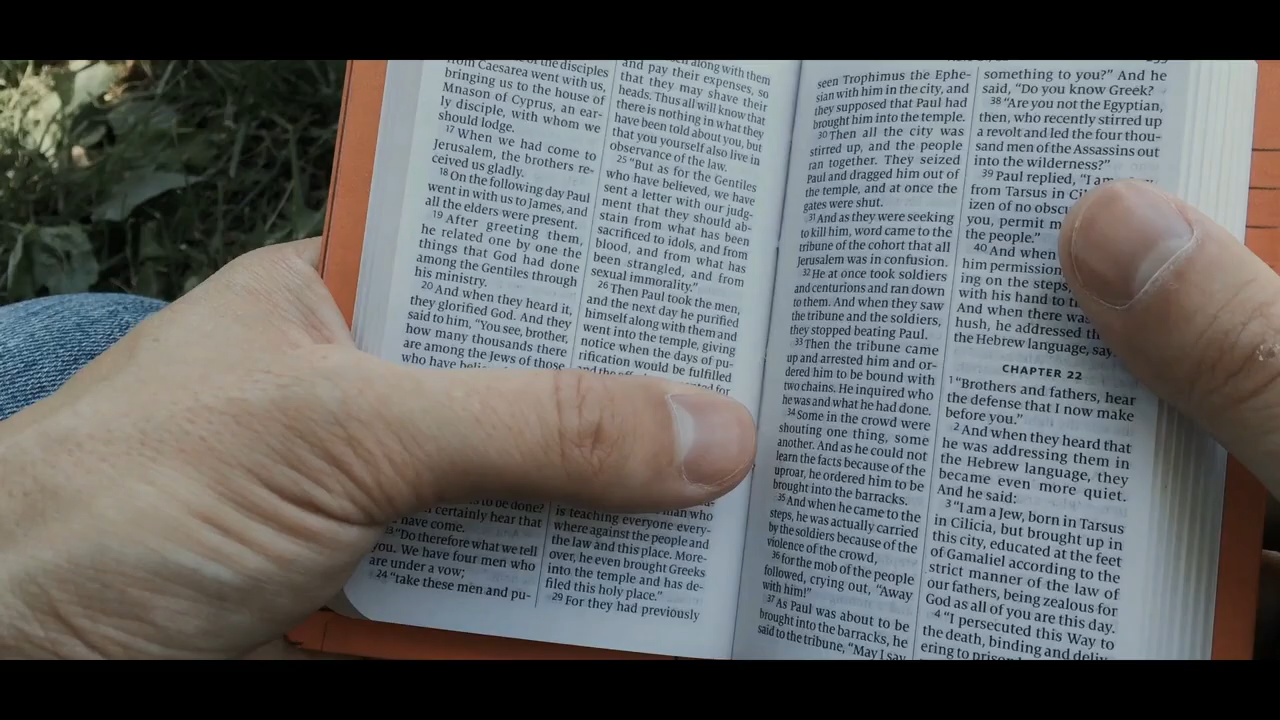 of the disciples
from Caesarea went with us,
bringing us to the house of
Mnason of Cyprus, an ear-
ly disciple, with whom we
should lodge.
17 When we had come to
Jerusalem, the brothers re-
ceived us gladly.
18 On the following day Paul
went in with us to James, and
all the elders were present.
19 After greeting them,
he related one by one the
things that God had done
among the Gentiles through
his ministry.
20 And when they heard it,
they glorified God. And they
said to him, “You see, brother,
how many thousands there
are among the Jews of those
who have
to be done?
certainly hear that
have come.
“Do therefore what we tell
you. We have four men who
are under a vow;
24 “take these men and pu-
along with them
and pay their expenses, so
that they may shave their
heads. Thus all will know that
there is nothing in what they
have been told about you, but
that you yourself also live in
observance of the law.
25 “But as for the Gentiles
who have believed, we have
sent a letter with our judg-
ment that they should ab-
stain from what has been
sacrificed to idols, and from
blood, and from what has
been strangled, and from
sexual immorality.”
26 Then Paul took the men,
and the next day he purified
himself along with them and
went into the temple, giving
notice when the days of pu-
rification would be fulfilled
for
who
is teaching everyone every-
where against the people and
the law and this place. More-
over, he even brought Greeks
into the temple and has de-
filed this holy place.”
29 For they had previously
seen Trophimus the Ephe-
sian with him in the city, and
they supposed that Paul had
brought him into the temple.
30 Then all the city was
stirred up, and the people
ran together. They seized
Paul and dragged him out of
the temple, and at once the
gates were shut.
31 And as they were seeking
to kill him, word came to the
tribune of the cohort that all
Jerusalem was in confusion.
32 He at once took soldiers
and centurions and ran down
to them. And when they saw
the tribune and the soldiers,
they stopped beating Paul.
33 Then the tribune came
up and arrested him and or-
dered him to be bound with
two chains. He inquired who
he was and what he had done.
34 Some in the crowd were
shouting one thing, some
another. And as he could not
learn the facts because of the
uproar, he ordered him to be
brought into the barracks.
35 And when he came to the
steps, he was actually carried
by the soldiers because of the
violence of the crowd,
36 for the mob of the people
followed, crying out, “Away
with him!”
37 As Paul was about to be
brought into the barracks, he
said to the tribune, “May I say
something to you?” And he
said, “Do you know Greek?
38 “Are you not the Egyptian,
then, who recently stirred up
a revolt and led the four thou-
sand men of the Assassins out
into the wilderness?”
39 Paul replied, “I am
from Tarsus in
izen of no
you, permit
the people.”
40 And when
him permission,
ing on the steps,
with his hand to
And when there was
hush, he addressed
the Hebrew language,
CHAPTER 22
1 “Brothers and fathers, hear
the defense that I now make
before you.”
2 And when they heard that
he was addressing them in
the Hebrew language, they
became even more quiet.
And he said:
3 “I am a Jew, born in Tarsus
in Cilicia, but brought up in
this city, educated at the feet
of Gamaliel according to the
strict manner of the law of
our fathers, being zealous for
God as all of you are this day.
4 “I persecuted this Way to
the death, binding and
ering to